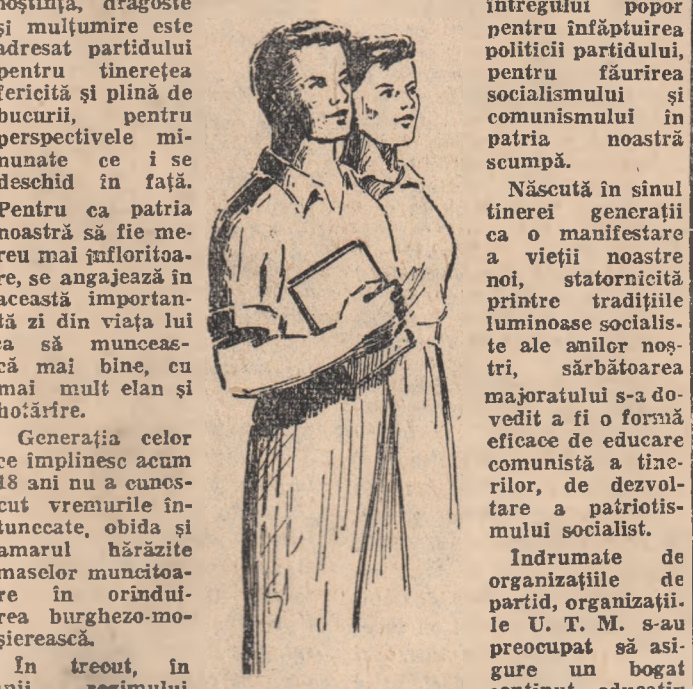 dragoste
și mulțumire este
adresat partidului
pentru tinerețea
fericită și plină de
bucurii, pentru
perspectivele mi-
nunate ce i se
deschid în față.
Pentru ca patria
noastră să fie me-
reu mai înfloritoa-
re, se angajează în
această importan-
tă zi din viața lui
ca să munceas-
că mai bine, cu
mai mult elan și
hotărîre.
Generația celor
ce împlinesc acum
18 ani nu a cunos-
cut vremurile în-
tunecate, obida și
amarul hărăzite
maselor muncitoa-
re în orîndui-
rea burghezo-mo-
șierească.
În trecut, în
regimului
întregului popor
pentru înfăptuirea
politicii partidului,
pentru făurirea
socialismului și
comunismului în
patria noastră
scumpă.
Născută în sînul
tinerei generații
ca o manifestare
a vieții noastre
noi, statornicită
printre tradițiile
luminoase socialis-
te ale anilor noș-
tri, sărbătoarea
majoratului s-a do-
vedit a fi o formă
eficace de educare
comunistă a tine-
rilor, de dezvol-
tare a patriotis-
mului socialist.
Îndrumate de
organizațiile de
partid, organizații-
le U. T. M. s-au
preocupat să asi-
gure un bogat
conținut educativ